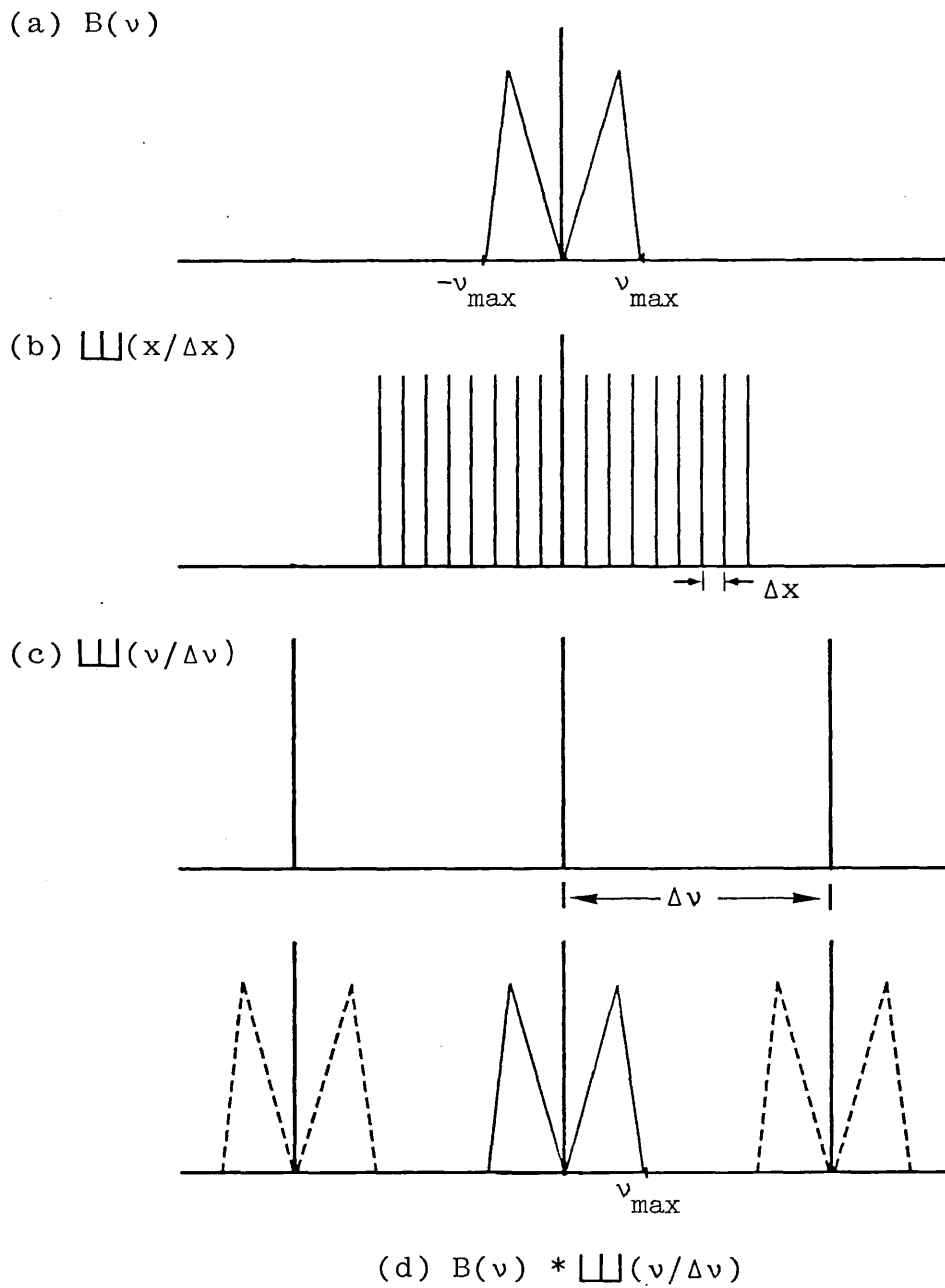 (a) B(ν)
-ν_max ν_max
(b) Ш(x/Δx)
Δx
(c) Ш(ν/Δν)
Δν
ν_max
(d) B(ν) * Ш(ν/Δν)